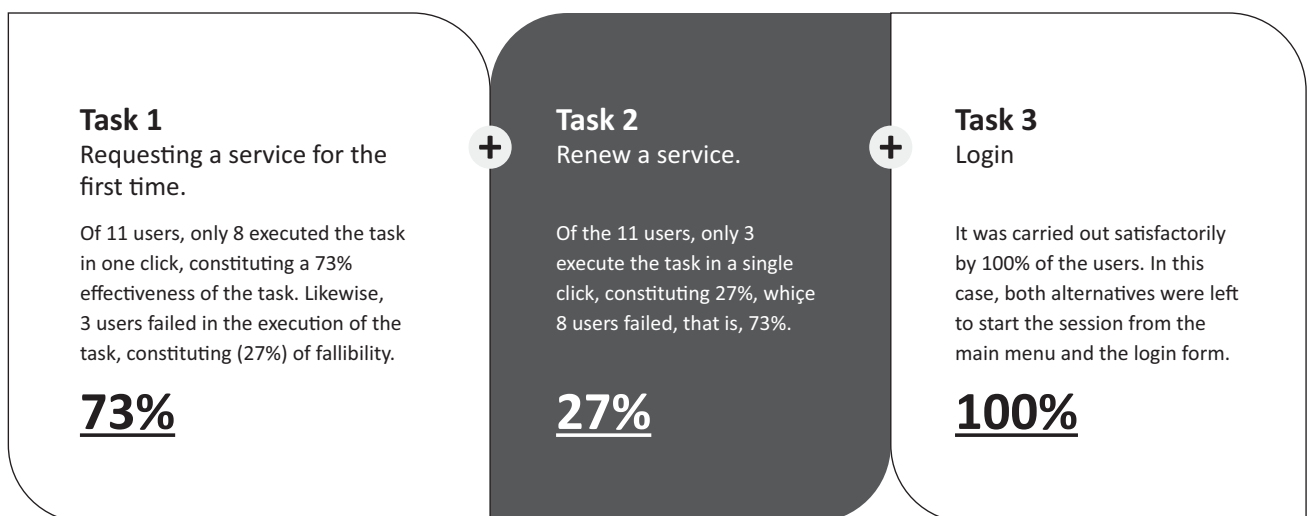 Task 1
Requesting a service for the
first time.
Of 11 users, only 8 executed the task
in one click, constituting a 73%
effectiveness of the task. Likewise,
3 users failed in the execution of the
task, constituting (27%) of fallibility.
73%
+
Task 2
Renew a service.
Of the 11 users, only 3
execute the task in a single
click, constituting 27%, whiçe
8 users failed, that is, 73%.
27%
+
Task 3
Login
It was carried out satisfactorily
by 100% of the users. In this
case, both alternatives were left
to start the session from the
main menu and the login form.
100%